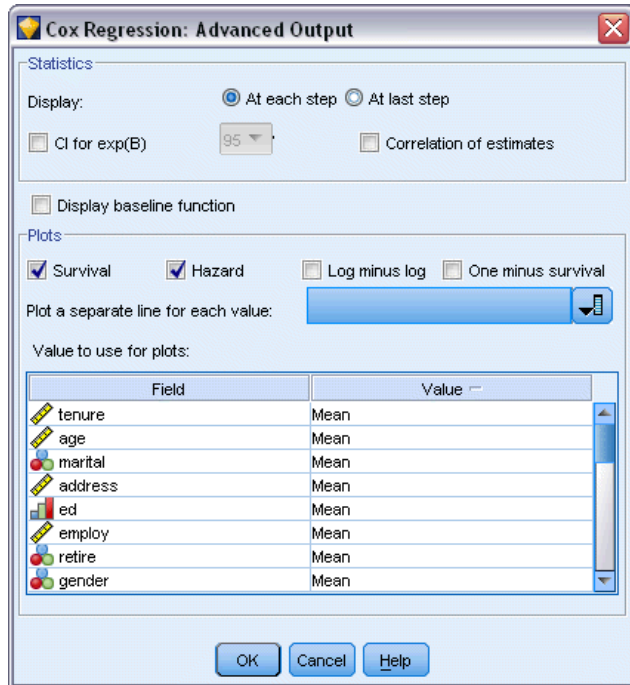 Cox Regression: Advanced Output
Statistics
Display: At each step At last step
CI for exp(B) 95 Correlation of estimates
Display baseline function
Plots
Survival Hazard Log minus log One minus survival
Plot a separate line for each value:
Value to use for plots:
Field Value
tenure Mean
age Mean
marital Mean
address Mean
ed Mean
employ Mean
retire Mean
gender Mean
OK Cancel Help